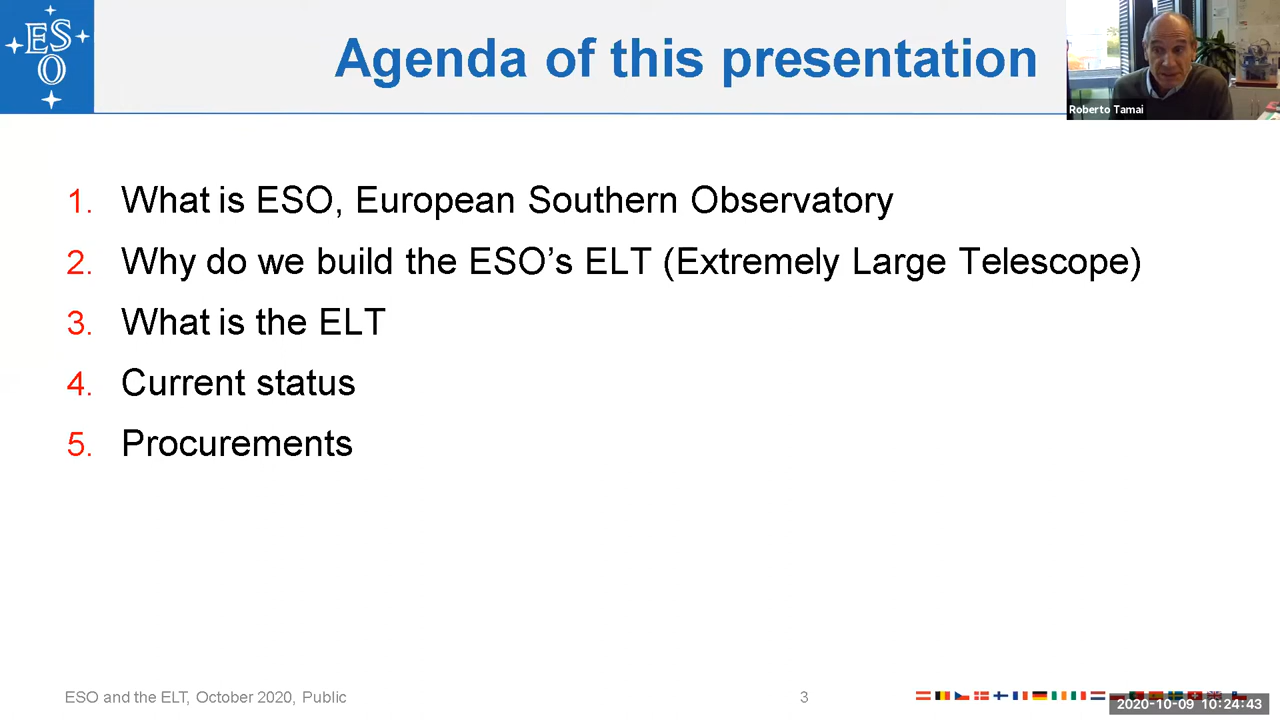 ES
O
Agenda of this presentation
Roberto Tamai
1. What is ESO, European Southern Observatory
2. Why do we build the ESO’s ELT (Extremely Large Telescope)
3. What is the ELT
4. Current status
5. Procurements
ESO and the ELT, October 2020, Public
3
2020-10-09 10:24:43